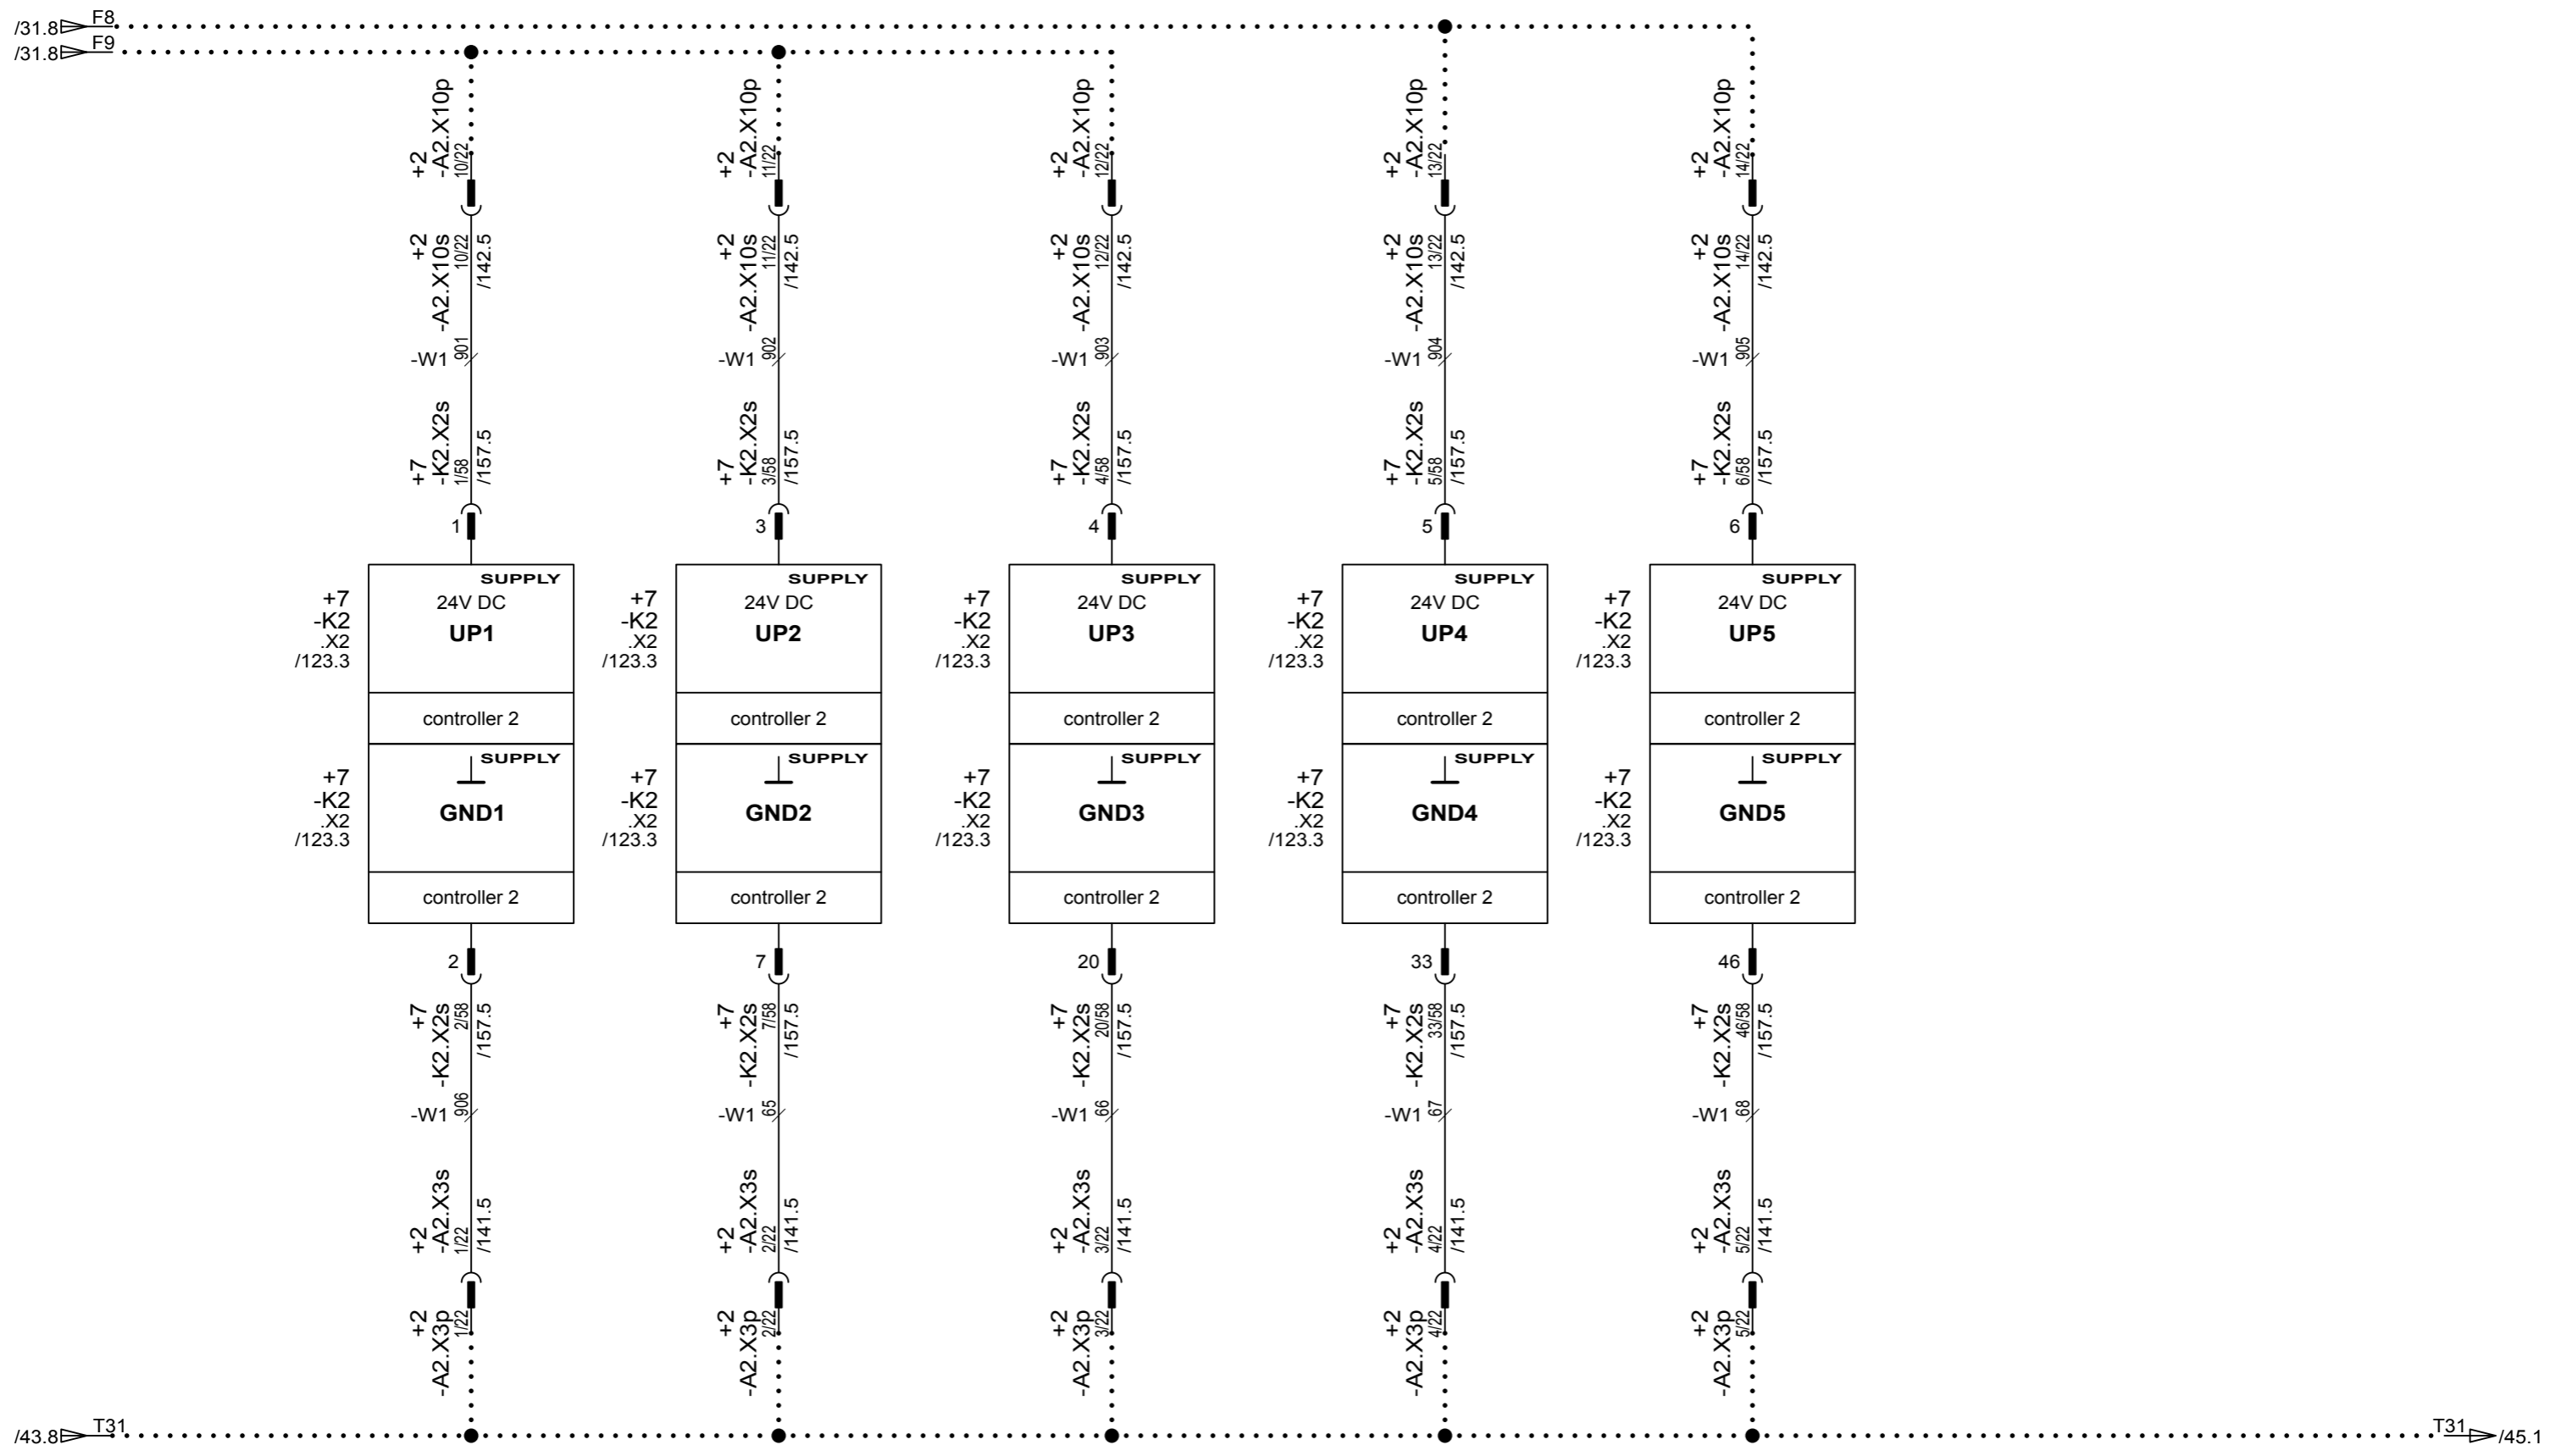 /31.8 F8
/31.8 F9
+2 -A2.X10p 10/22
+2 -A2.X10p 11/22
+2 -A2.X10p 12/22
+2 -A2.X10p 13/22
+2 -A2.X10p 14/22
+2 -A2.X10s 10/22 /142.5
+2 -A2.X10s 11/22 /142.5
+2 -A2.X10s 12/22 /142.5
+2 -A2.X10s 13/22 /142.5
+2 -A2.X10s 14/22 /142.5
-W1 901
-W1 902
-W1 903
-W1 904
-W1 905
+7 -K2.X2s 1/58 /157.5
+7 -K2.X2s 3/58 /157.5
+7 -K2.X2s 4/58 /157.5
+7 -K2.X2s 5/58 /157.5
+7 -K2.X2s 6/58 /157.5
1
3
4
5
6
+7
-K2
.X2
/123.3
SUPPLY
24V DC
UP1
controller 2
+7
-K2
.X2
/123.3
SUPPLY
24V DC
UP2
controller 2
+7
-K2
.X2
/123.3
SUPPLY
24V DC
UP3
controller 2
+7
-K2
.X2
/123.3
SUPPLY
24V DC
UP4
controller 2
+7
-K2
.X2
/123.3
SUPPLY
24V DC
UP5
controller 2
+7
-K2
.X2
/123.3
SUPPLY
GND1
controller 2
+7
-K2
.X2
/123.3
SUPPLY
GND2
controller 2
+7
-K2
.X2
/123.3
SUPPLY
GND3
controller 2
+7
-K2
.X2
/123.3
SUPPLY
GND4
controller 2
+7
-K2
.X2
/123.3
SUPPLY
GND5
controller 2
2
7
20
33
46
+7 -K2.X2s 2/58 /157.5
+7 -K2.X2s 7/58 /157.5
+7 -K2.X2s 20/58 /157.5
+7 -K2.X2s 33/58 /157.5
+7 -K2.X2s 46/58 /157.5
-W1 906
-W1 65
-W1 66
-W1 67
-W1 68
+2 -A2.X3s 1/22 /141.5
+2 -A2.X3s 2/22 /141.5
+2 -A2.X3s 3/22 /141.5
+2 -A2.X3s 4/22 /141.5
+2 -A2.X3s 5/22 /141.5
+2 -A2.X3p 1/22
+2 -A2.X3p 2/22
+2 -A2.X3p 3/22
+2 -A2.X3p 4/22
+2 -A2.X3p 5/22
/43.8 T31
T31 /45.1